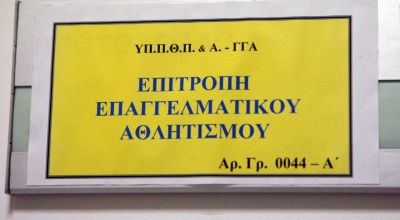 ΥΠ.Π.Θ.Π. & Α. - ΓΓΑ
ΕΠΙΤΡΟΠΗ
ΕΠΑΓΓΕΛΜΑΤΙΚΟΥ
ΑΘΛΗΤΙΣΜΟΥ
Αρ. Γρ. 0044 – Α΄